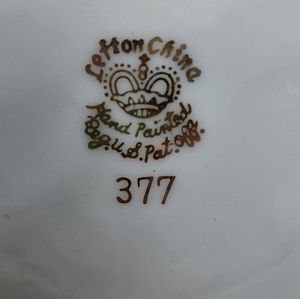 Lefton China
Hand Painted
Reg. U.S. Pat. Off.
377